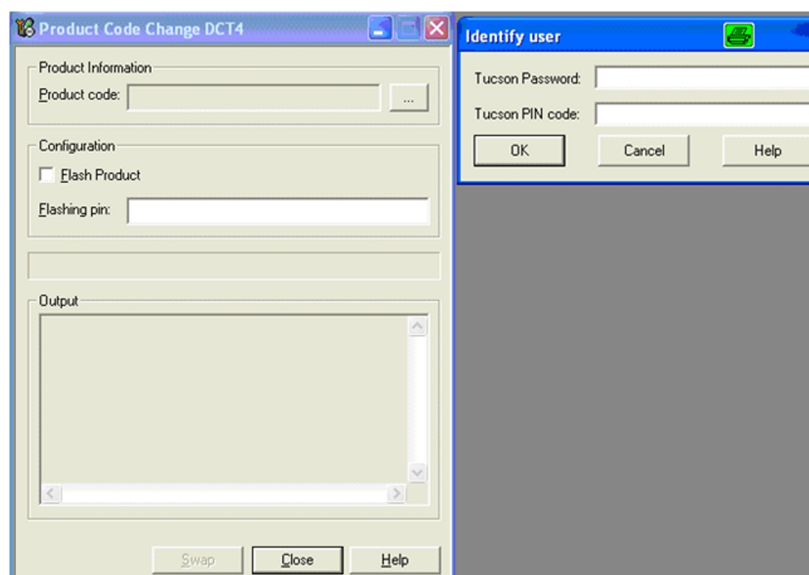 Product Code Change DCT4
Product Information
Product code:
...
Configuration
Flash Product
Flashing pin:
Output
Swap
Close
Help
Identify user
Tucson Password:
Tucson PIN code:
OK
Cancel
Help